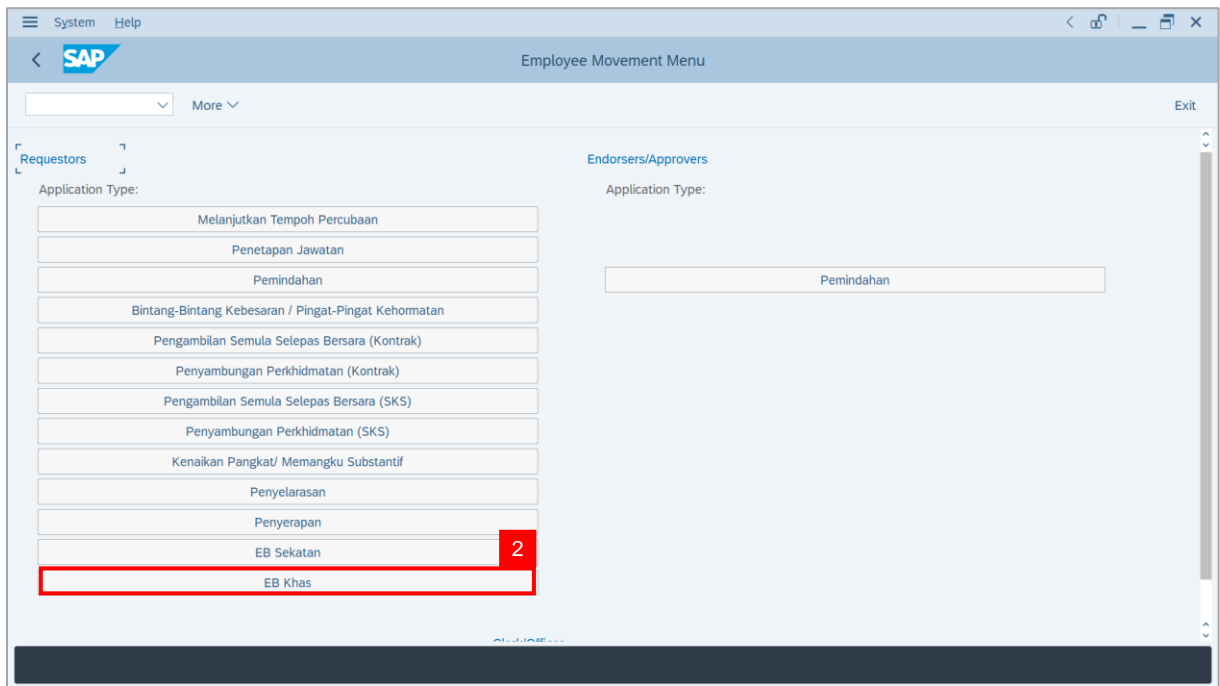 System Help
SAP
Employee Movement Menu
More
Exit
Requestors
Application Type:
Melanjutkan Tempoh Percubaan
Penetapan Jawatan
Pemindahan
Bintang-Bintang Kebesaran / Pingat-Pingat Kehormatan
Pengambilan Semula Selepas Bersara (Kontrak)
Penyambungan Perkhidmatan (Kontrak)
Pengambilan Semula Selepas Bersara (SKS)
Penyambungan Perkhidmatan (SKS)
Kenaikan Pangkat/ Memangku Substantif
Penyelarasan
Penyerapan
EB Sekatan
2
EB Khas
Endorsers/Approvers
Application Type:
Pemindahan
Clerk/Officer